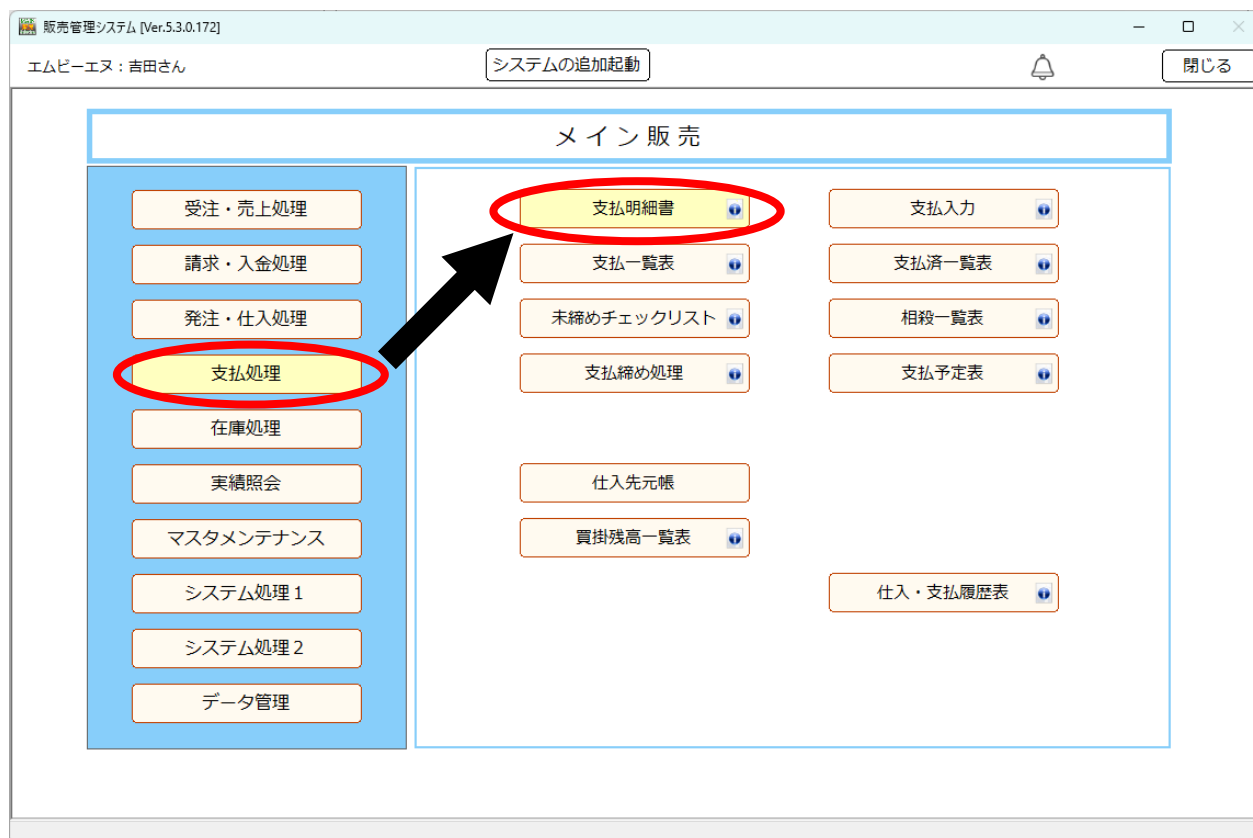 販売管理システム [Ver.5.3.0.172]
エムビーエヌ：吉田さん
システムの追加起動
閉じる
メイン販売
受注・売上処理
請求・入金処理
発注・仕入処理
支払処理
在庫処理
実績照会
マスタメンテナンス
システム処理１
システム処理２
データ管理
支払明細書
支払入力
支払一覧表
支払済一覧表
未締めチェックリスト
相殺一覧表
支払締め処理
支払予定表
仕入先元帳
買掛残高一覧表
仕入・支払履歴表